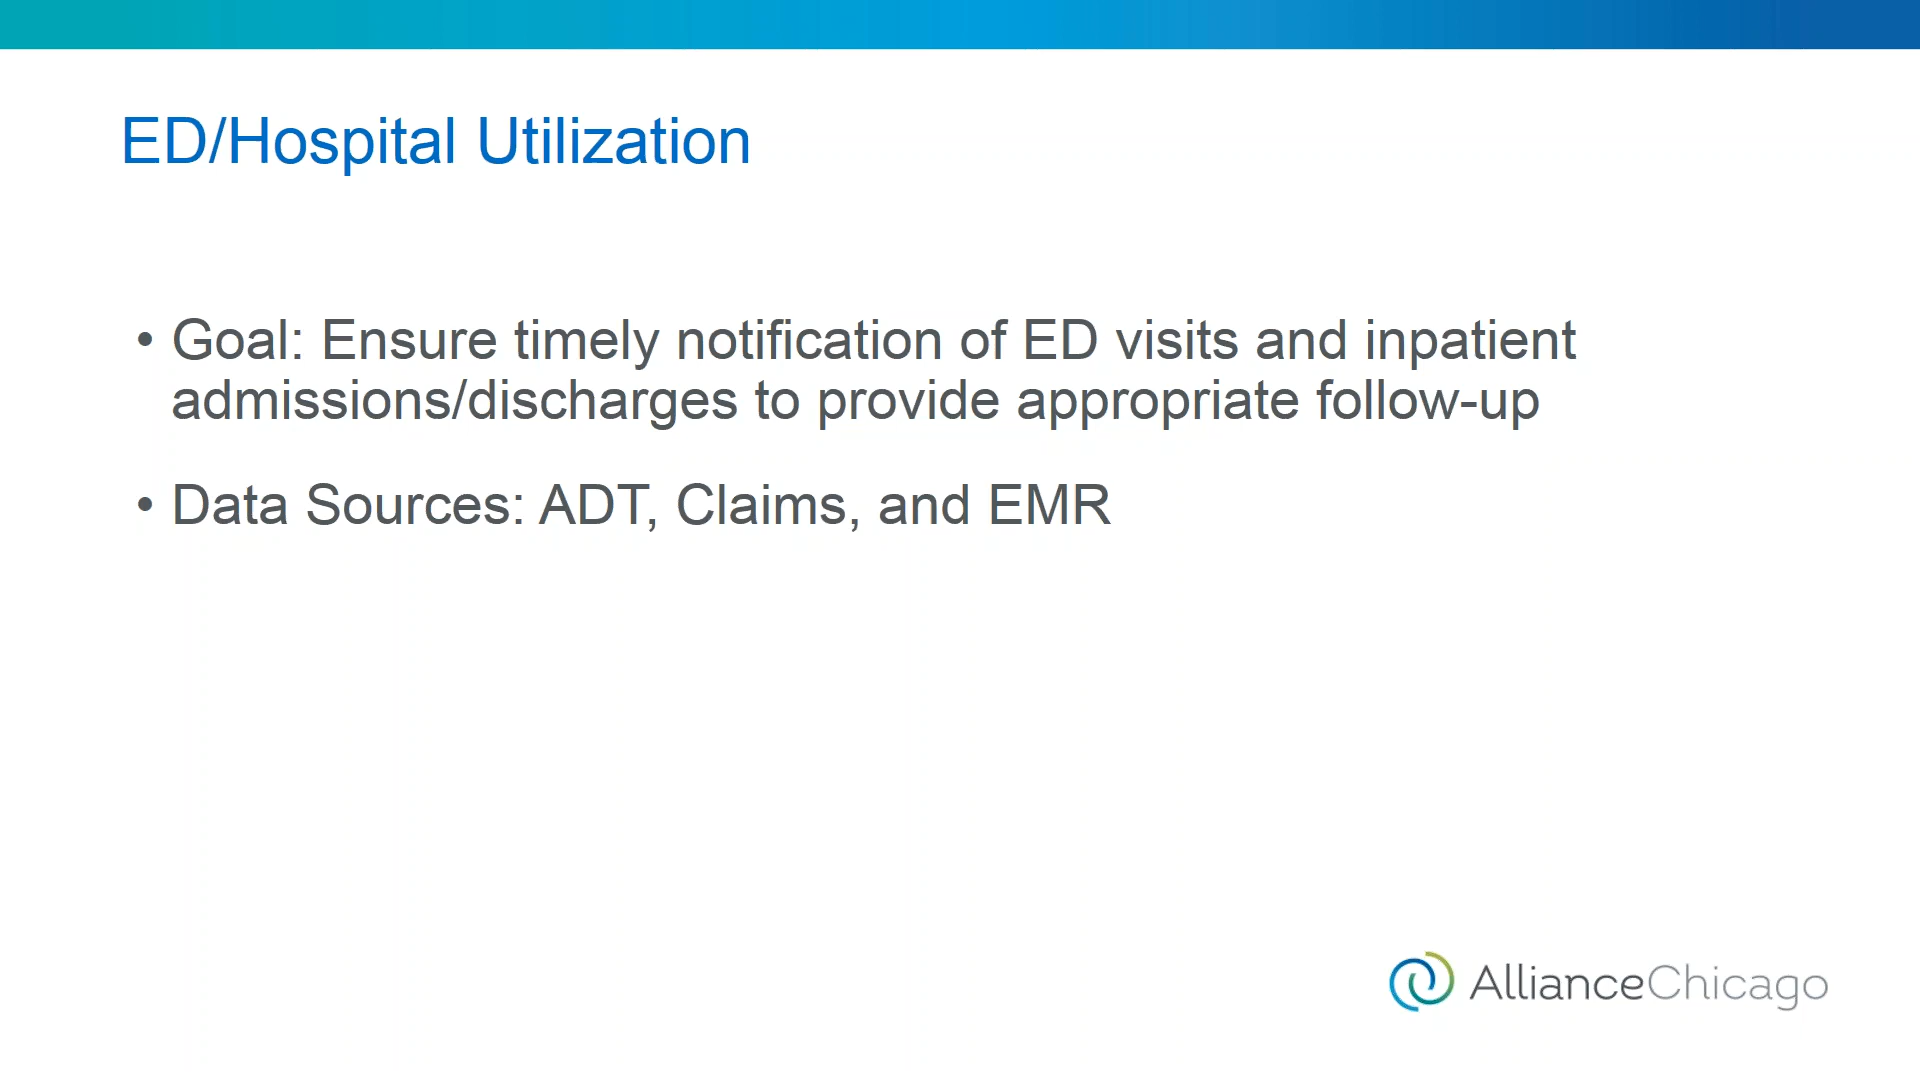 ED/Hospital Utilization
• Goal: Ensure timely notification of ED visits and inpatient
admissions/discharges to provide appropriate follow-up
• Data Sources: ADT, Claims, and EMR
AllianceChicago